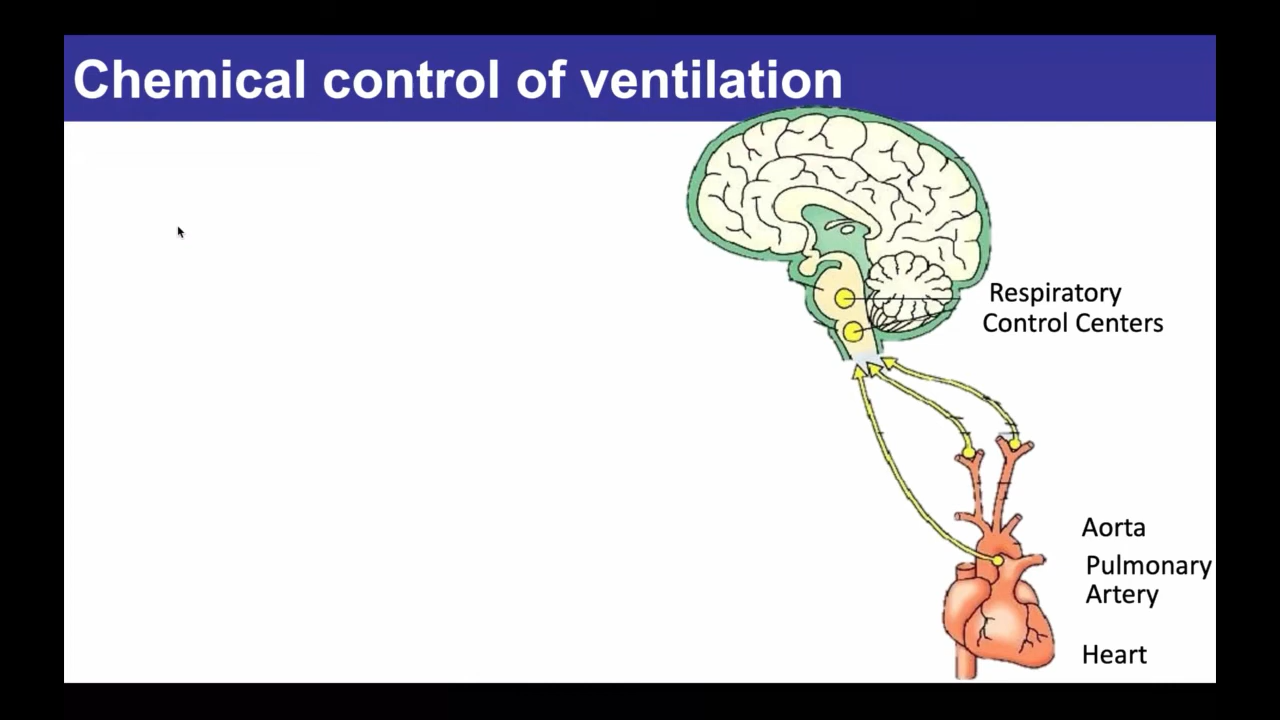 Chemical control of ventilation
Respiratory
Control Centers
Aorta
Pulmonary
Artery
Heart